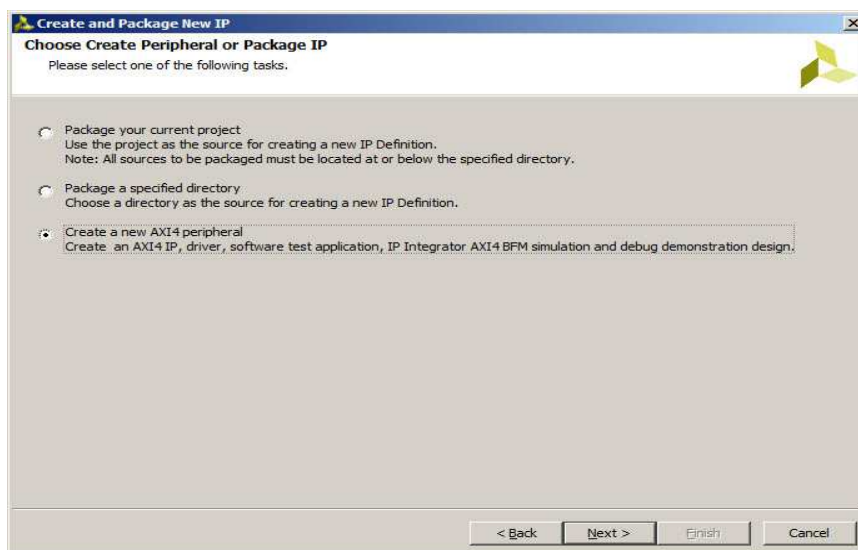 Create and Package New IP
Choose Create Peripheral or Package IP
Please select one of the following tasks.
Package your current project
Use the project as the source for creating a new IP Definition.
Note: All sources to be packaged must be located at or below the specified directory.
Package a specified directory
Choose a directory as the source for creating a new IP Definition.
Create a new AXI4 peripheral
Create an AXI4 IP, driver, software test application, IP Integrator AXI4 BFM simulation and debug demonstration design.
< Back Next > Finish Cancel